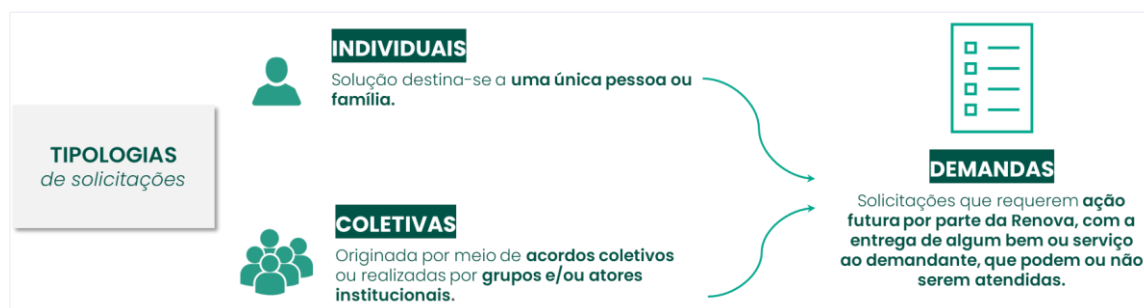 TIPOLOGIAS
de solicitações
INDIVIDUAIS
Solução destina-se a uma única pessoa ou
família.
COLETIVAS
Originada por meio de acordos coletivos
ou realizadas por grupos e/ou atores
institucionais.
DEMANDAS
Solicitações que requerem ação
futura por parte da Renova, com a
entrega de algum bem ou serviço
ao demandante, que podem ou não
serem atendidas.